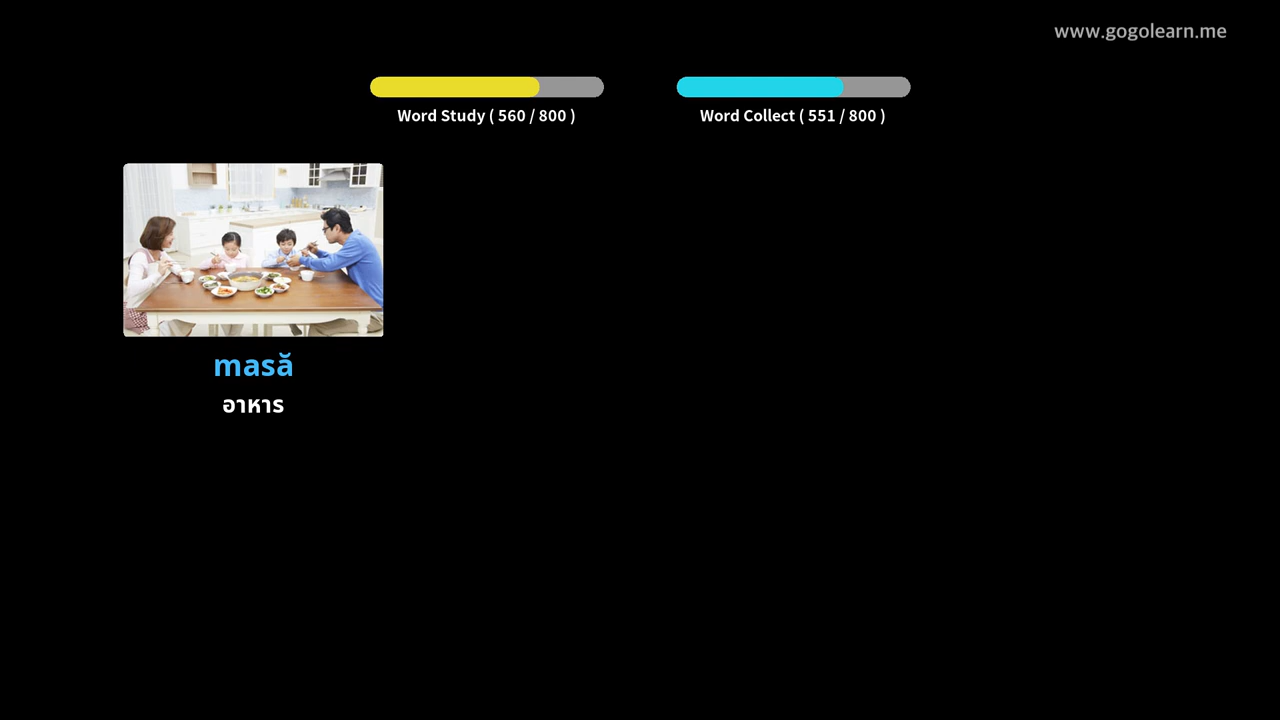 www.gogolearn.me
Word Study ( 560 / 800 )
Word Collect ( 551 / 800 )
masă
อาหาร